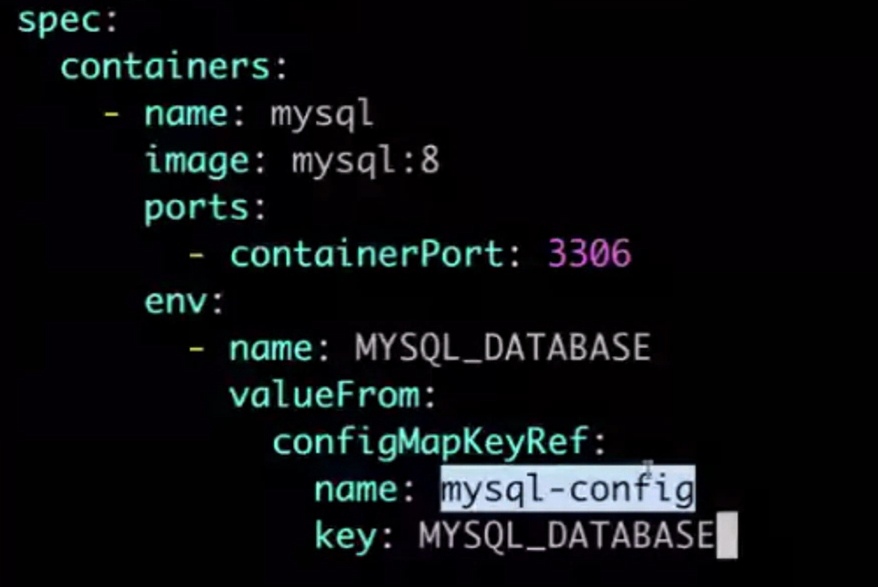 spec:
  containers:
    - name: mysql
      image: mysql:8
      ports:
        - containerPort: 3306
      env:
        - name: MYSQL_DATABASE
          valueFrom:
            configMapKeyRef:
              name: mysql-config
              key: MYSQL_DATABASE